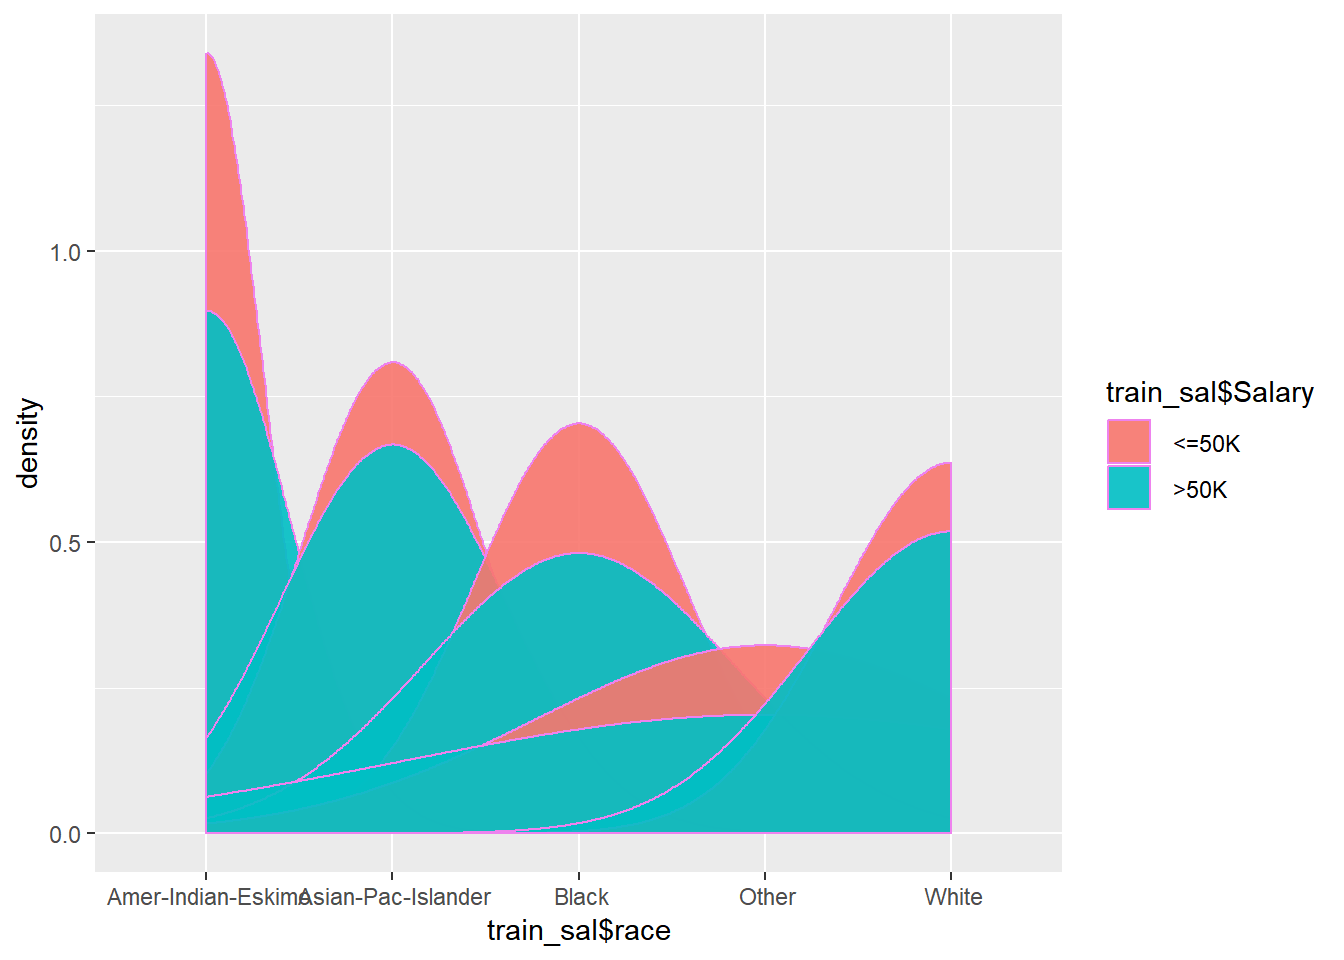 1.0
0.5
0.0
density
Amer-Indian-Eskimo Asian-Pac-Islander Black Other White
train_sal$race
train_sal$Salary
<=50K
>50K